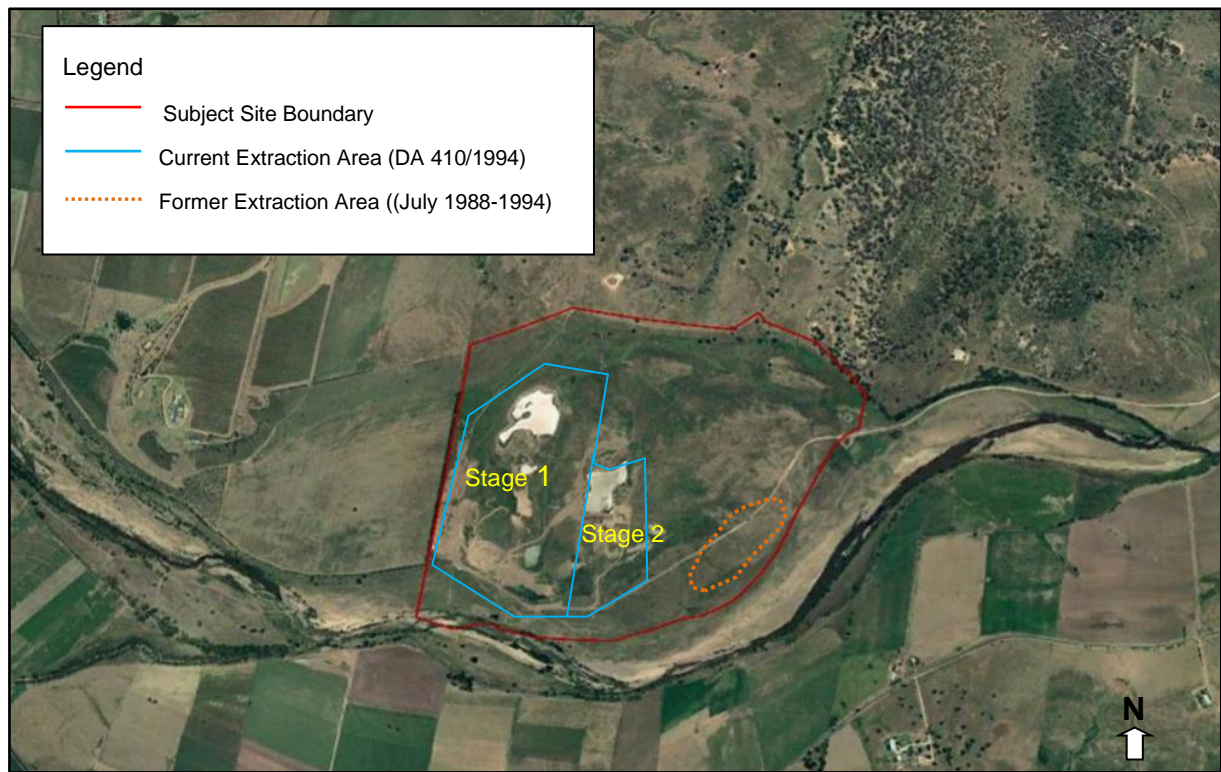 Legend
Subject Site Boundary
Current Extraction Area (DA 410/1994)
Former Extraction Area ((July 1988-1994)
Stage 1
Stage 2
N